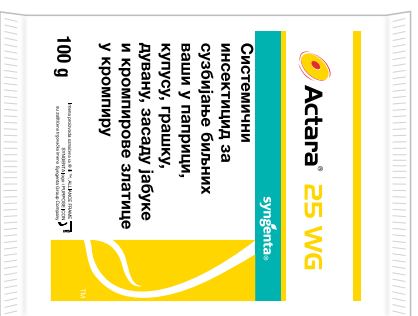 Actara® 25 WG
syngenta®
Системични
инсектицид за
сузбијање биљних
ваши у паприци,
купусу, грашку,
дувану, засаду јабуке
и кромпирове златице
у кромпиру
100 g
TM